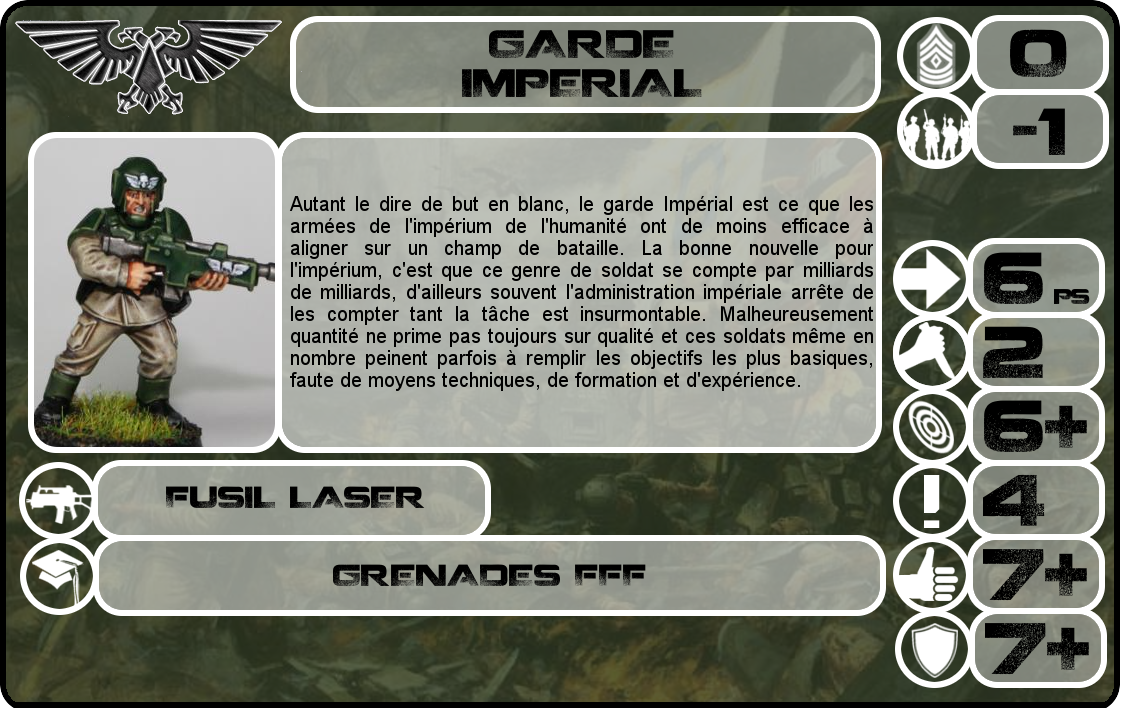 GARDE
IMPERIAL
0
-1
Autant le dire de but en blanc, le garde Impérial est ce que les
armées de l'impérium de l'humanité ont de moins efficace à
aligner sur un champ de bataille. La bonne nouvelle pour
l'impérium, c'est que ce genre de soldat se compte par milliards
de milliards, d'ailleurs souvent l'administration impériale arrête de
les compter tant la tâche est insurmontable. Malheureusement
quantité ne prime pas toujours sur qualité et ces soldats même en
nombre peinent parfois à remplir les objectifs les plus basiques,
faute de moyens techniques, de formation et d'expérience.
6 PS
2
6+
4
7+
7+
FUSIL LASER
GRENADES FFF